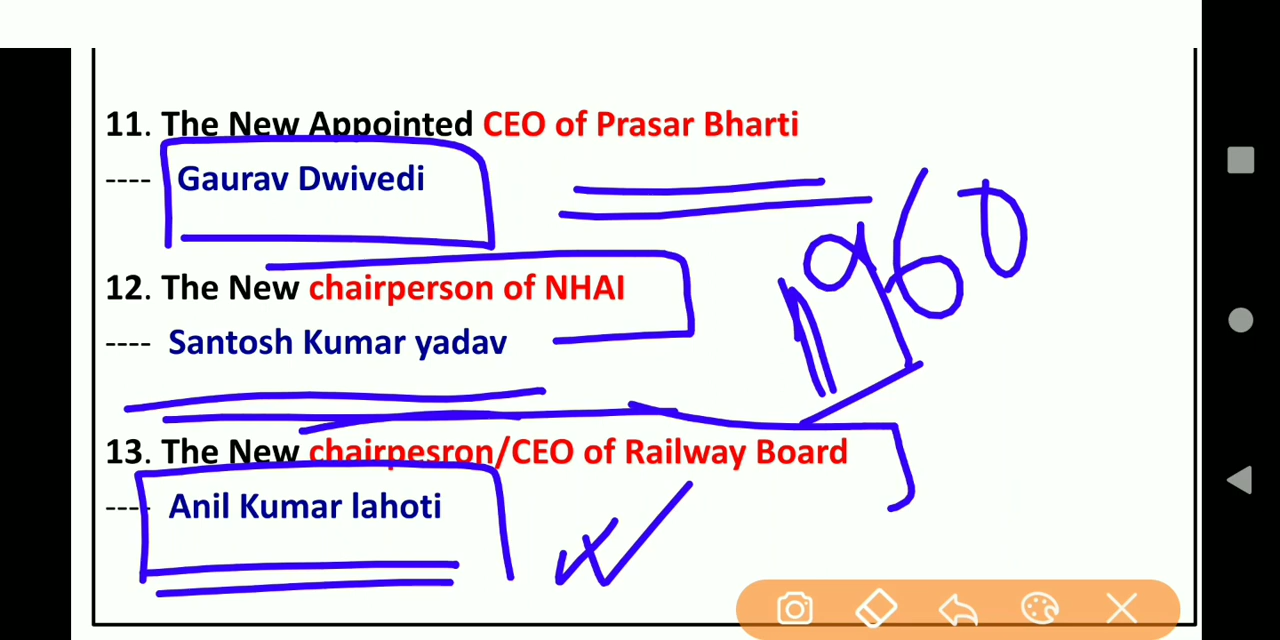 11. The New Appointed CEO of Prasar Bharti
---- Gaurav Dwivedi
1960
12. The New chairperson of NHAI
---- Santosh Kumar yadav
13. The New chairpesron/CEO of Railway Board
---- Anil Kumar lahoti